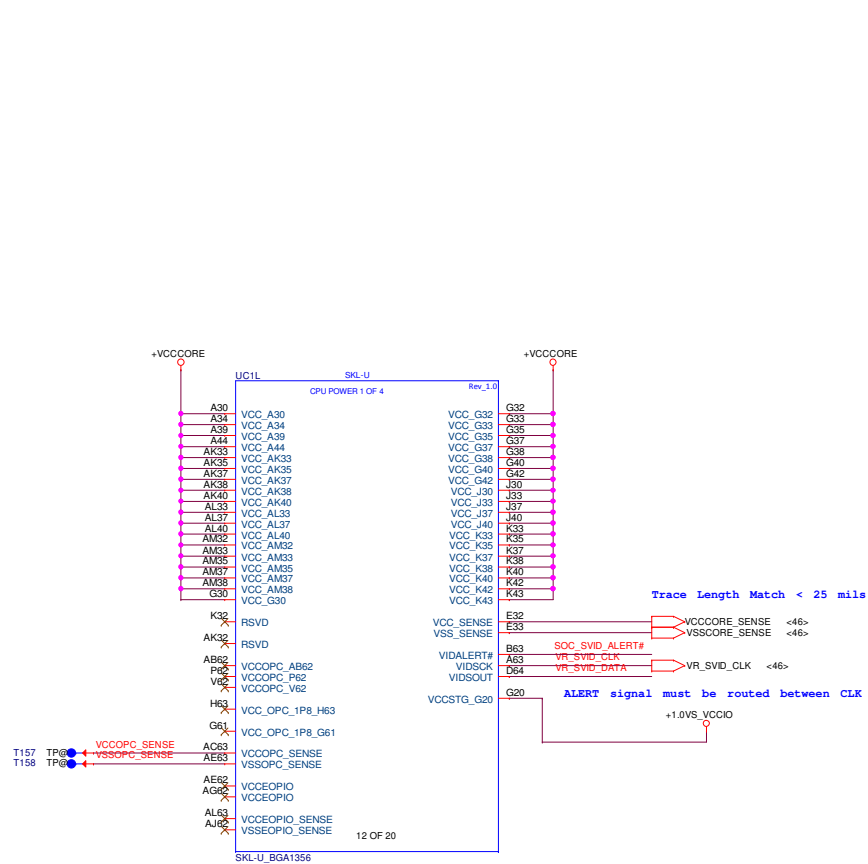 +VCCCORE
+VCCCORE
UC1L
SKL-U
CPU POWER 1 OF 4
Rev_1.0
A30 VCC_A30
A34 VCC_A34
A39 VCC_A39
A44 VCC_A44
AK33 VCC_AK33
AK35 VCC_AK35
AK37 VCC_AK37
AK38 VCC_AK38
AK40 VCC_AK40
AL33 VCC_AL33
AL37 VCC_AL37
AL40 VCC_AL40
AM32 VCC_AM32
AM33 VCC_AM33
AM35 VCC_AM35
AM37 VCC_AM37
AM38 VCC_AM38
G30 VCC_G30
K32 RSVD
AK32 RSVD
AB62 VCCOPC_AB62
P62 VCCOPC_P62
V62 VCCOPC_V62
H63 VCC_OPC_1P8_H63
G61 VCC_OPC_1P8_G61
T157 TP@ VCCOPC_SENSE AC63 VCCOPC_SENSE
T158 TP@ VSSOPC_SENSE AE63 VSSOPC_SENSE
AE62 VCCEOPIO
AG62 VCCEOPIO
AL63 VCCEOPIO_SENSE
AJ62 VSSEOPIO_SENSE
VCC_G32 G32
VCC_G33 G33
VCC_G35 G35
VCC_G37 G37
VCC_G38 G38
VCC_G40 G40
VCC_G42 G42
VCC_J30 J30
VCC_J33 J33
VCC_J37 J37
VCC_J40 J40
VCC_K33 K33
VCC_K35 K35
VCC_K37 K37
VCC_K38 K38
VCC_K40 K40
VCC_K42 K42
VCC_K43 K43
Trace Length Match < 25 mils
VCC_SENSE E32 VCCCORE_SENSE <46>
VSS_SENSE E33 VSSCORE_SENSE <46>
VIDALERT# B63 SOC_SVID_ALERT#
VIDSCK A63 VR_SVID_CLK VR_SVID_CLK <46>
VIDSOUT D64 VR_SVID_DATA
VCCSTG_G20 G20
ALERT signal must be routed between CLK
+1.0VS_VCCIO
12 OF 20
SKL-U_BGA1356